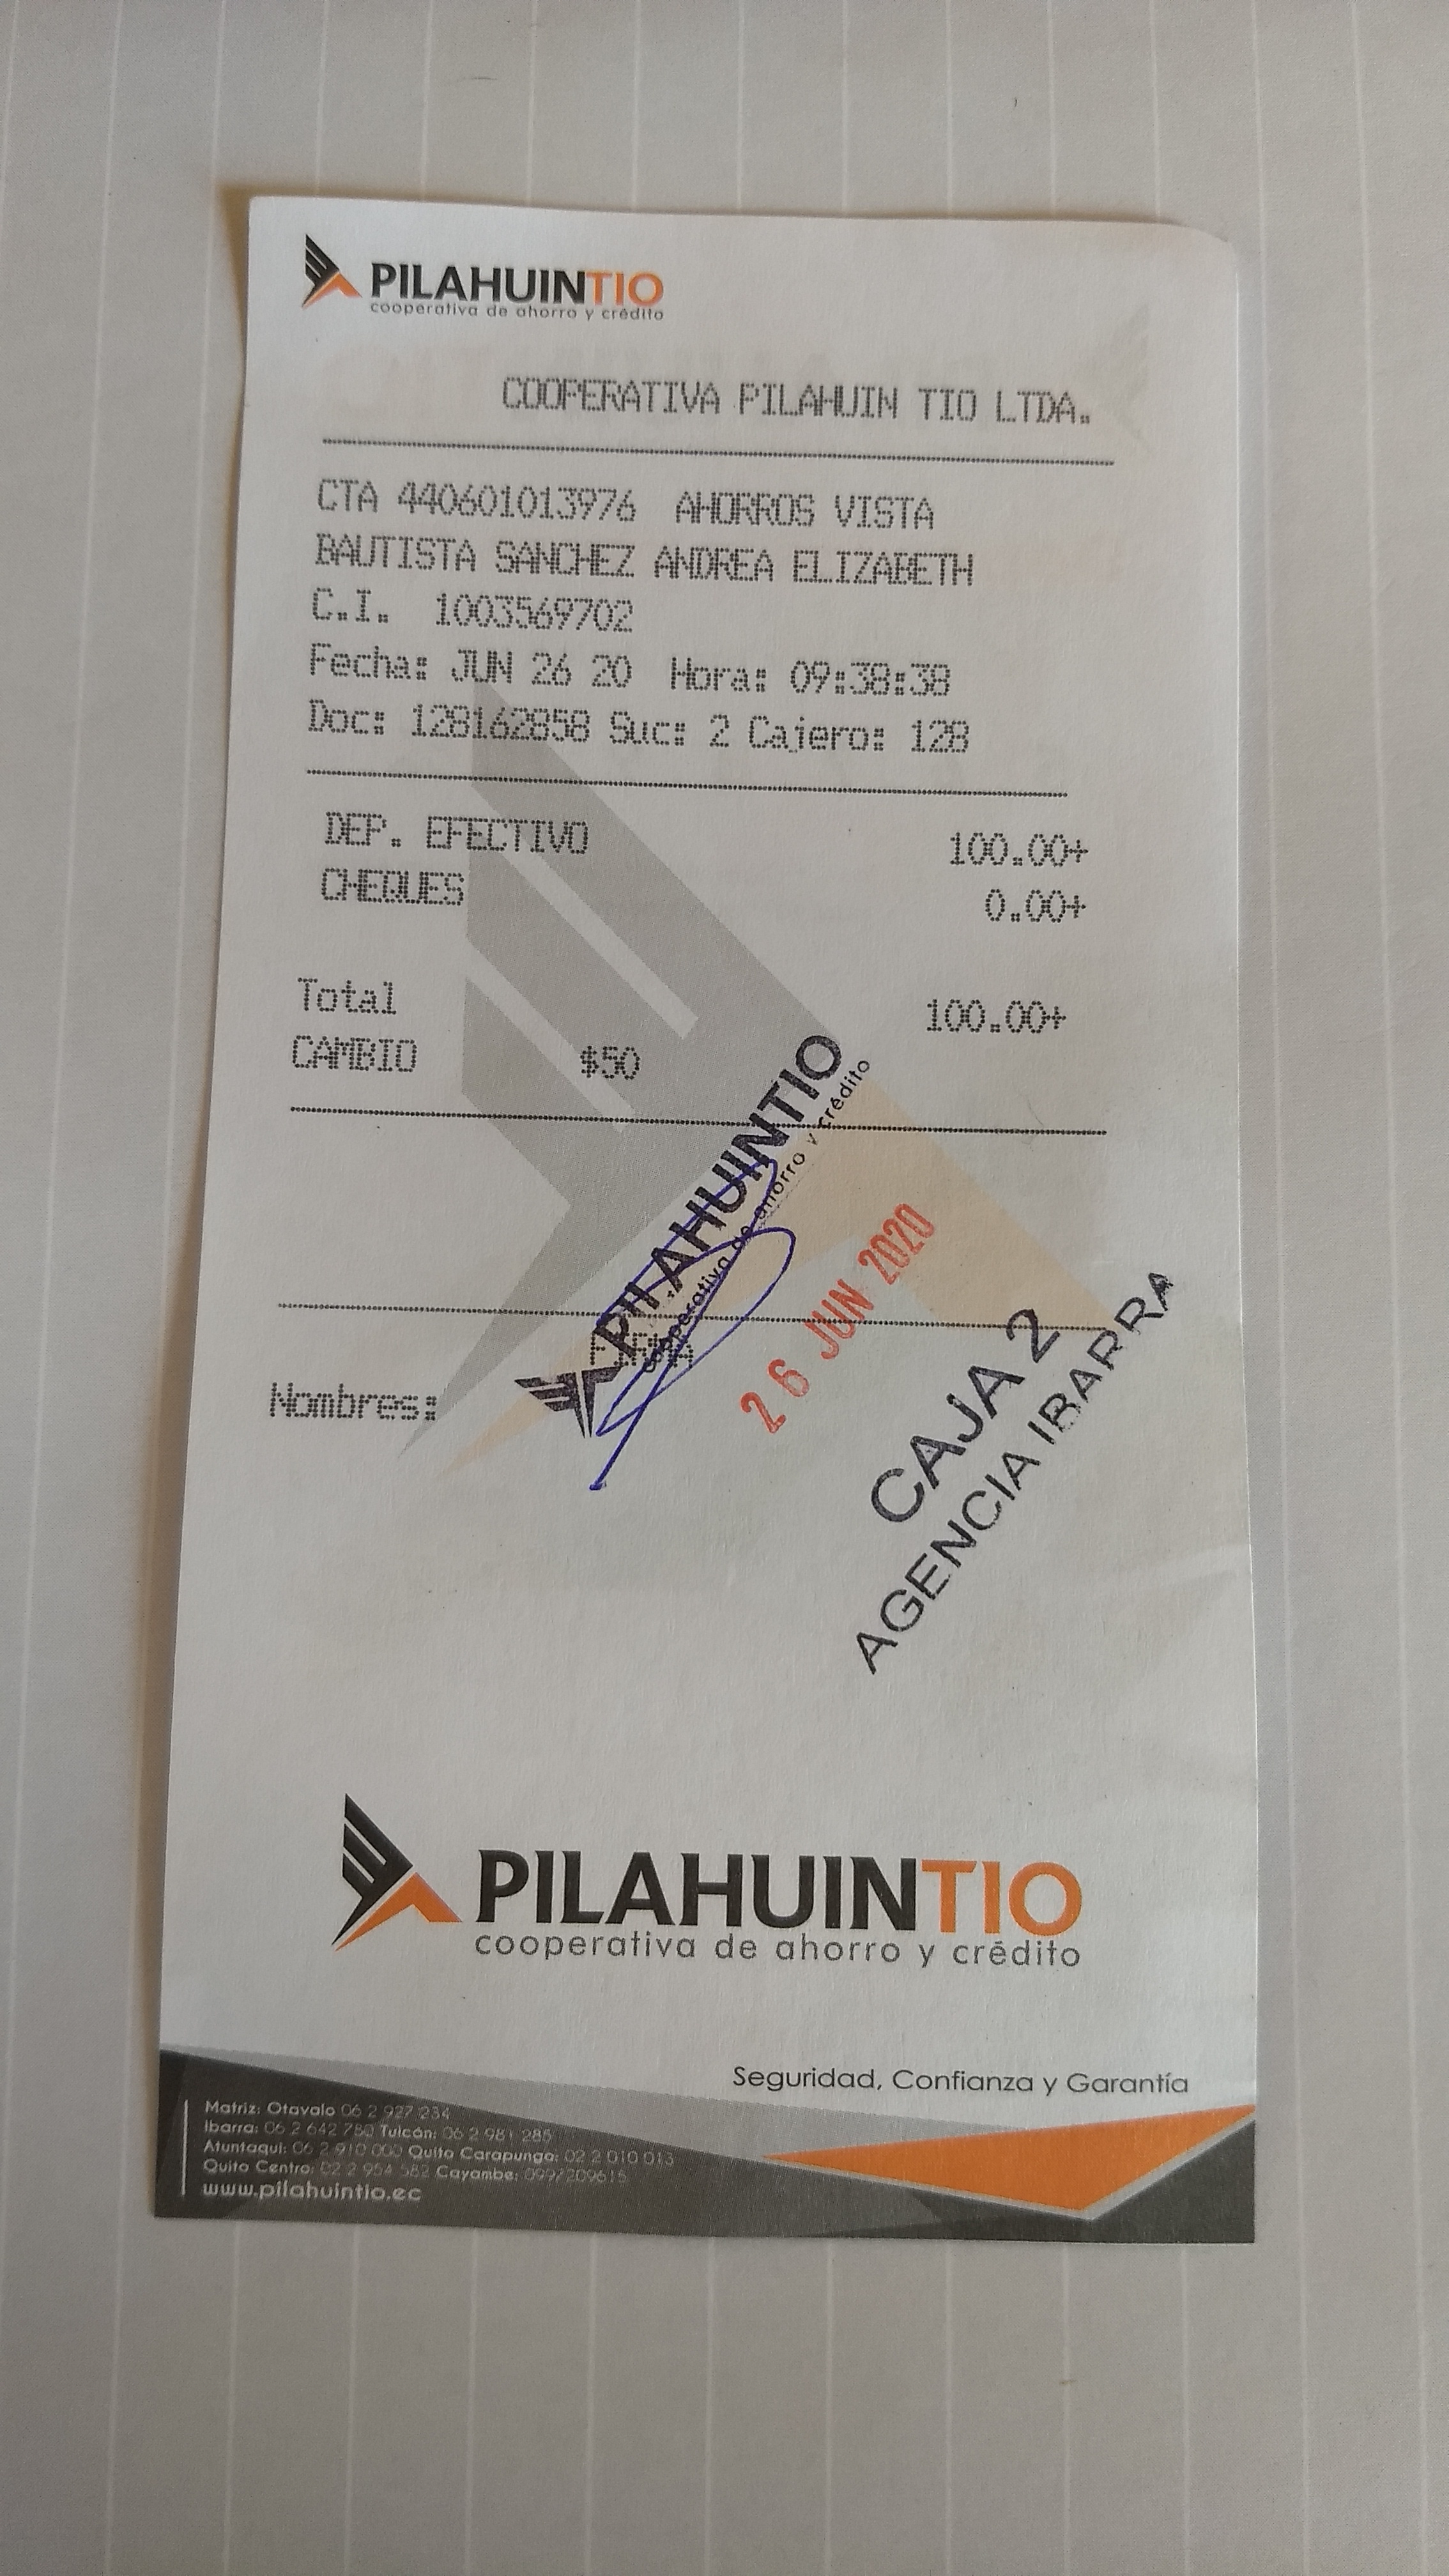 PILAHUINTIO
cooperativa de ahorro y crédito
COOPERATIVA PILAHUIN TIO LTDA.
CTA 440601013976 AHORROS VISTA
BAUTISTA SANCHEZ ANDREA ELIZABETH
C.I. 1003569702
Fecha: JUN 26 20 Hora: 09:38:38
Doc: 128162858 Suc: 2 Cajero: 128
DEP. EFECTIVO 100.00+
CHEQUES 0.00+
Total 100.00+
CAMBIO $50
PILAHUINTIO
cooperativa de ahorro y crédito
26 JUN 2020
CAJA 2
AGENCIA IBARRA
FIRMA
Nombres:
PILAHUINTIO
cooperativa de ahorro y crédito
Seguridad, Confianza y Garantía
Matriz: Otavalo 06 2 927 234
Ibarra: 06 2 642 780 Tulcán: 06 2 981 285
Atuntaqui: 06 2 910 000 Quito Carapungo: 02 2 010 013
Quito Centro: 02 2 954 582 Cayambe: 0997209615
www.pilahuintio.ec